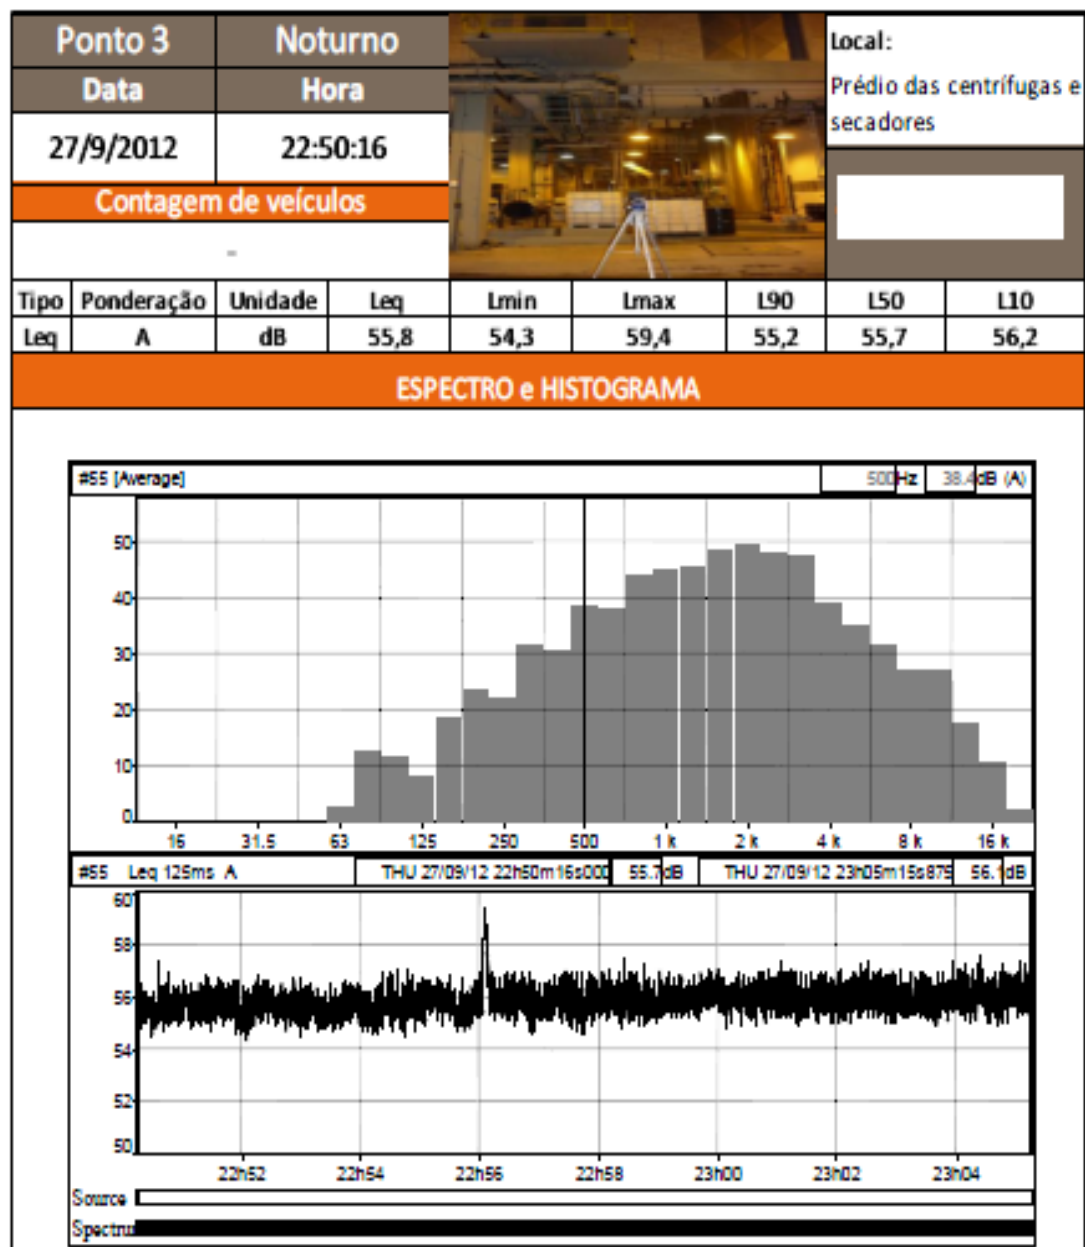 Ponto 3 Noturno
Data Hora
27/9/2012 22:50:16
Contagem de veículos
-
Local:
Prédio das centrífugas e
secadores
Tipo Ponderação Unidade Leq Lmin Lmax L90 L50 L10
Leq A dB 55,8 54,3 59,4 55,2 55,7 56,2
ESPECTRO e HISTOGRAMA
#55 [Average] 500Hz 38.4dB (A)
50
40
30
20
10
0
16 31.5 63 125 250 500 1 k 2 k 4 k 8 k 16 k
#55 Leq 125ms A THU 27/09/12 22h50m16s000 55.7dB THU 27/09/12 23h05m15s875 56.1dB
60
58
56
54
52
50
22h52 22h54 22h56 22h58 23h00 23h02 23h04
Source
Spectru